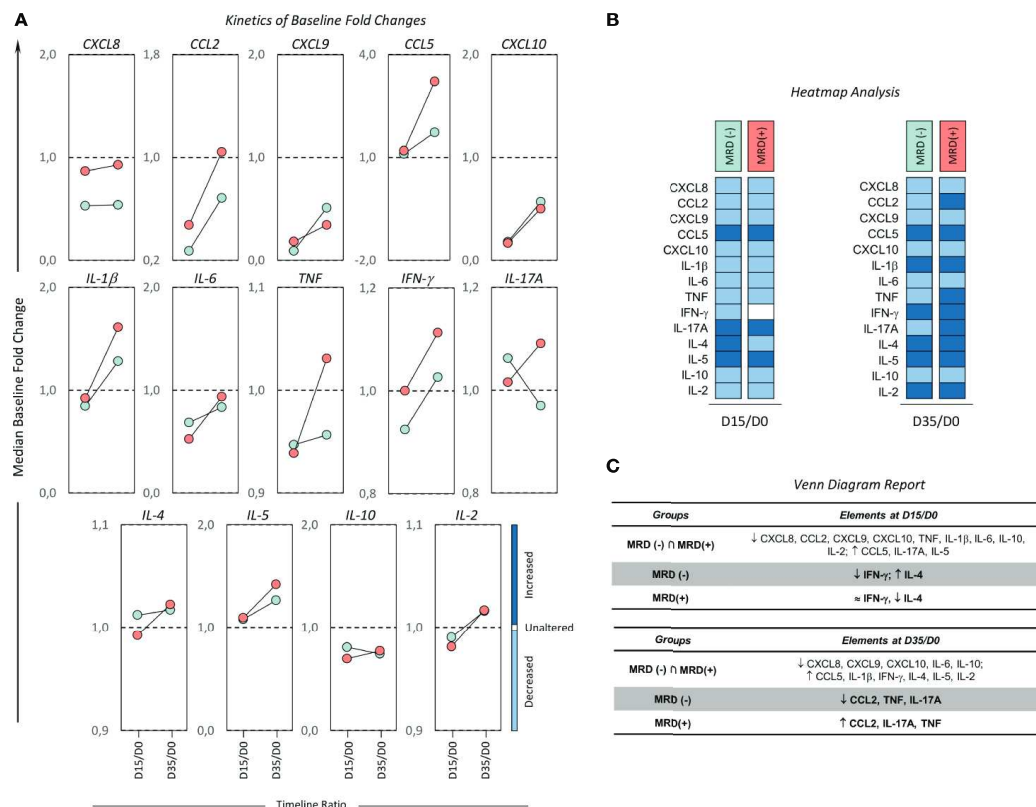 A
Kinetics of Baseline Fold Changes
CXCL8 CCL2 CXCL9 CCL5 CXCL10
2,0 1,8 2,0 4,0 2,0
1,0 1,0 1,0 1,0 1,0
0,0 0,2 0,0 -2,0 0,0
IL-1β IL-6 TNF IFN-γ IL-17A
2,0 2,0 1,1 1,2 1,2
1,0 1,0 1,0 1,0 1,0
0,0 0,0 0,9 0,8 0,8
IL-4 IL-5 IL-10 IL-2
1,1 2,0 2,0 1,1
1,0 1,0 1,0 1,0
0,9 0,0 0,0 0,9
D15/D0 D35/D0 D15/D0 D35/D0 D15/D0 D35/D0 D15/D0 D35/D0
Timeline Ratio
Median Baseline Fold Change
Increased
Unaltered
Decreased
B
Heatmap Analysis
MRD (-) MRD(+) MRD (-) MRD(+)
CXCL8 CXCL8
CCL2 CCL2
CXCL9 CXCL9
CCL5 CCL5
CXCL10 CXCL10
IL-1β IL-1β
IL-6 IL-6
TNF TNF
IFN-γ IFN-γ
IL-17A IL-17A
IL-4 IL-4
IL-5 IL-5
IL-10 IL-10
IL-2 IL-2
D15/D0 D35/D0
C
Venn Diagram Report
Groups Elements at D15/D0
MRD (-) ∩ MRD(+) ↓ CXCL8, CCL2, CXCL9, CXCL10, TNF, IL-1β, IL-6, IL-10,
IL-2; ↑ CCL5, IL-17A, IL-5
MRD (-) ↓ IFN-γ; ↑ IL-4
MRD(+) ≈ IFN-γ, ↓ IL-4
Groups Elements at D35/D0
MRD (-) ∩ MRD(+) ↓ CXCL8, CXCL9, CXCL10, IL-6, IL-10;
↑ CCL5, IL-1β, IFN-γ, IL-4, IL-5, IL-2
MRD (-) ↓ CCL2, TNF, IL-17A
MRD(+) ↑ CCL2, IL-17A, TNF